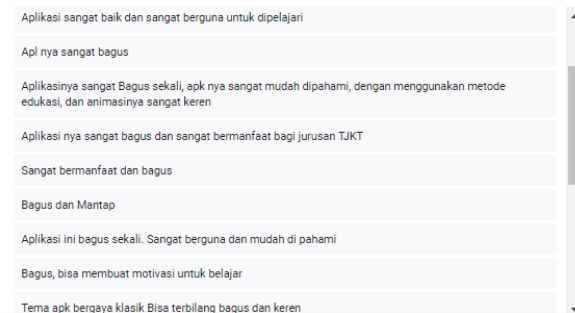 Aplikasi sangat baik dan sangat berguna untuk dipelajari
Apl nya sangat bagus
Aplikasinya sangat Bagus sekali, apk nya sangat mudah dipahami, dengan menggunakan metode
edukasi, dan animasinya sangat keren
Aplikasi nya sangat bagus dan sangat bermanfaat bagi jurusan TJKT
Sangat bermanfaat dan bagus
Bagus dan Mantap
Aplikasi ini bagus sekali. Sangat berguna dan mudah di pahami
Bagus, bisa membuat motivasi untuk belajar
Tema apk bergaya klasik Bisa terbilang bagus dan keren